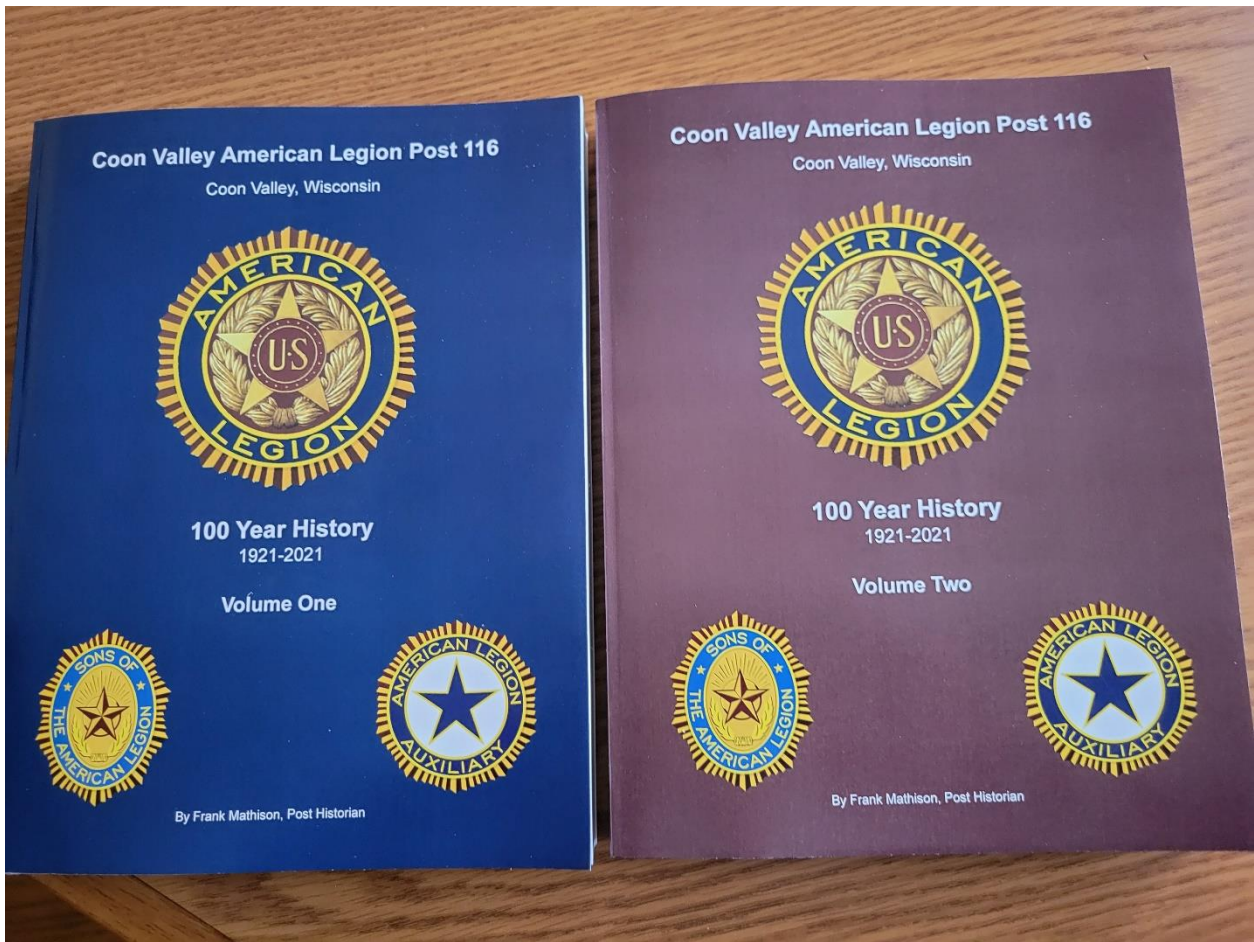 Coon Valley American Legion Post 116
Coon Valley, Wisconsin
AMERICAN
U·S
LEGION
100 Year History
1921-2021
Volume One
SONS OF
THE AMERICAN LEGION
AMERICAN LEGION
AUXILIARY
By Frank Mathison, Post Historian
Coon Valley American Legion Post 116
Coon Valley, Wisconsin
AMERICAN
U·S
LEGION
100 Year History
1921-2021
Volume Two
SONS OF
THE AMERICAN LEGION
AMERICAN LEGION
AUXILIARY
By Frank Mathison, Post Historian